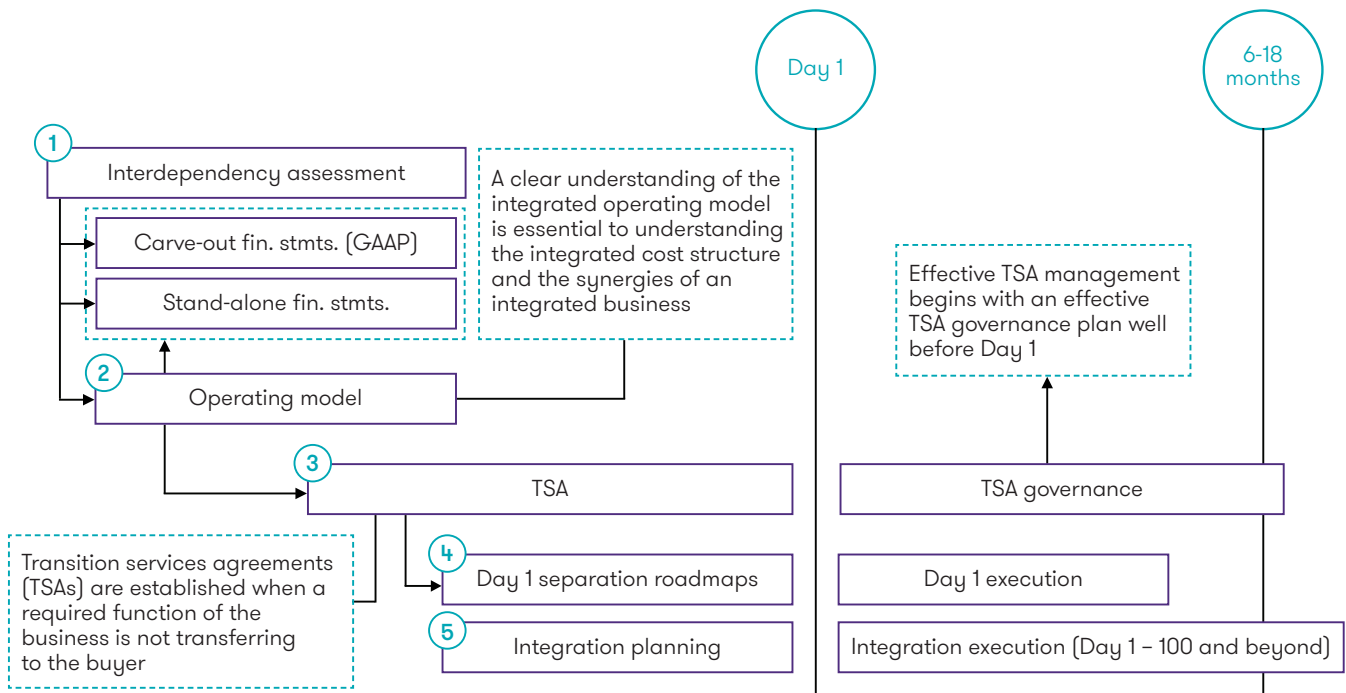 Day 1
6-18
months
1
Interdependency assessment
Carve-out fin. stmts. (GAAP)
Stand-alone fin. stmts.
A clear understanding of the
integrated operating model
is essential to understanding
the integrated cost structure
and the synergies of an
integrated business
Effective TSA management
begins with an effective
TSA governance plan well
before Day 1
2
Operating model
3
TSA
TSA governance
Transition services agreements
(TSAs) are established when a
required function of the
business is not transferring
to the buyer
4
Day 1 separation roadmaps
Day 1 execution
5
Integration planning
Integration execution (Day 1 – 100 and beyond)